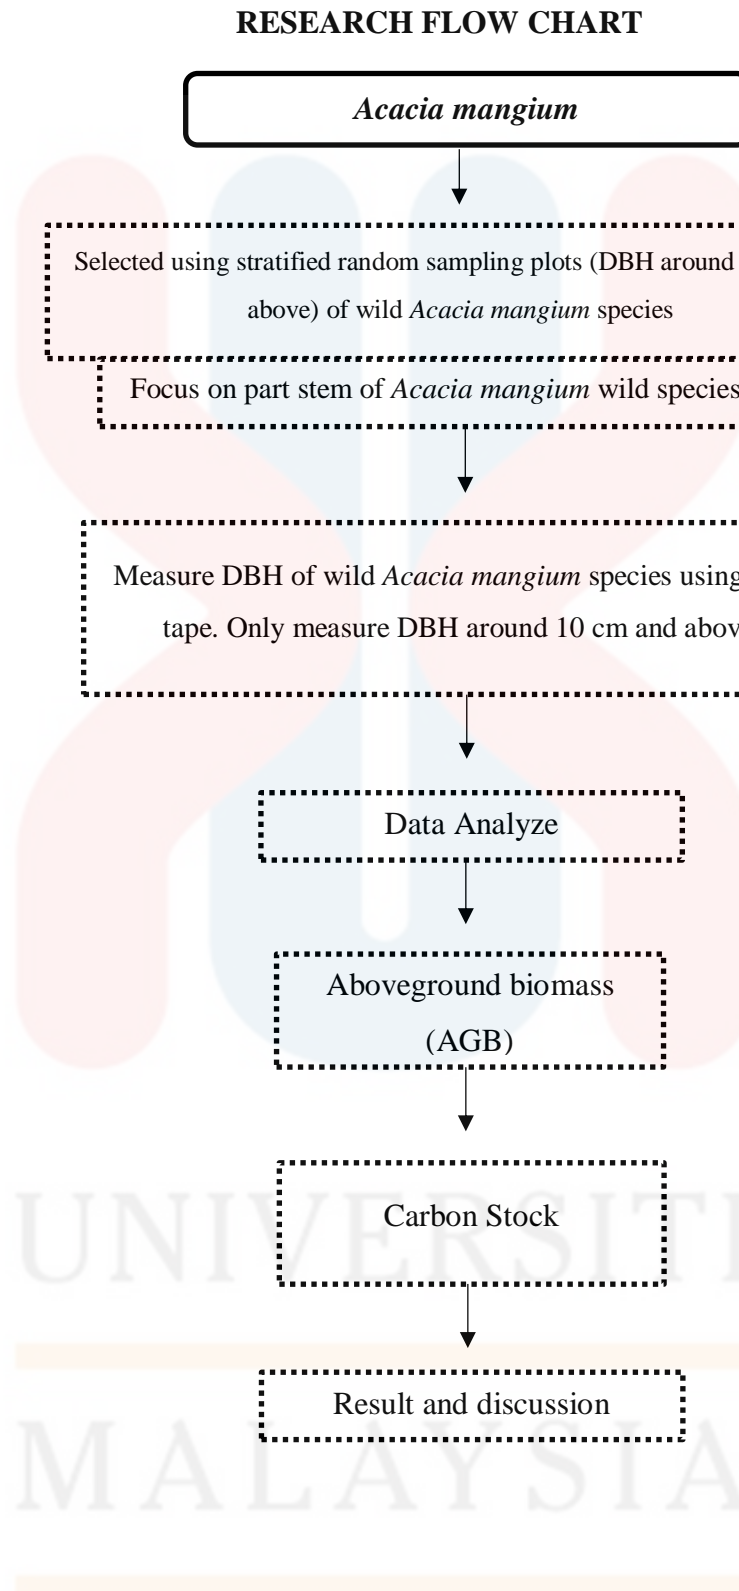 RESEARCH FLOW CHART
Acacia mangium
Selected using stratified random sampling plots (DBH around
above) of wild Acacia mangium species
Focus on part stem of Acacia mangium wild species
Measure DBH of wild Acacia mangium species using
tape. Only measure DBH around 10 cm and abov
Data Analyze
Aboveground biomass
(AGB)
Carbon Stock
UNIVERSITI
Result and discussion
MALAYSIA